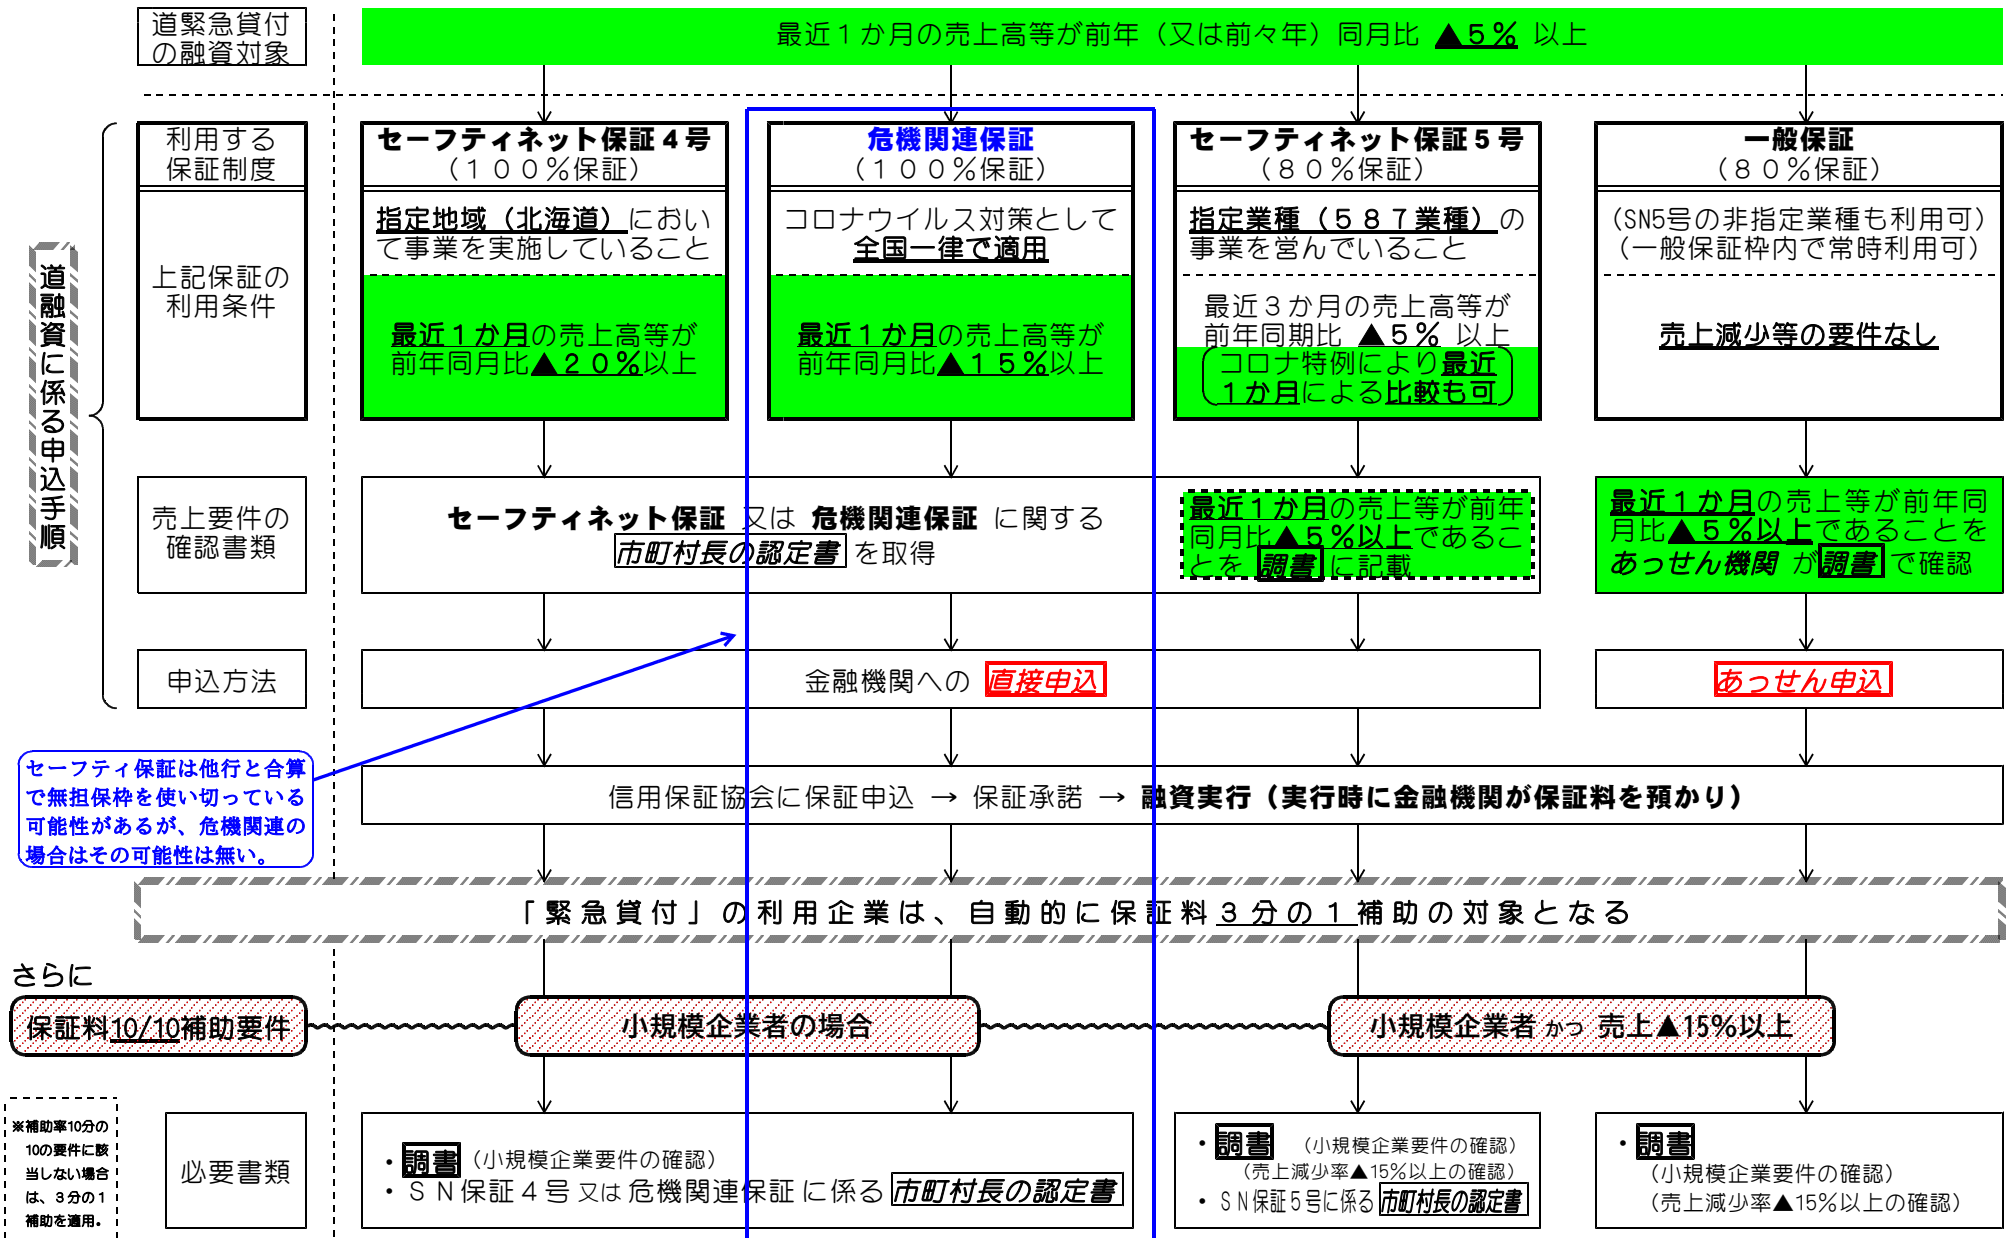 道緊急貸付
の融資対象
最近１か月の売上高等が前年（又は前々年）同月比 ▲５％ 以上
道融資に係る申込手順
利用する
保証制度
セーフティネット保証４号
（１００％保証）
危機関連保証
（１００％保証）
セーフティネット保証５号
（８０％保証）
一般保証
（８０％保証）
上記保証の
利用条件
指定地域（北海道）におい
て事業を実施していること
最近１か月の売上高等が
前年同月比▲２０％以上
コロナウイルス対策として
全国一律で適用
最近１か月の売上高等が
前年同月比▲１５％以上
指定業種（５８７業種）の
事業を営んでいること
最近３か月の売上高等が
前年同期比 ▲５％ 以上
（コロナ特例により最近
１か月による比較も可）
（SN5号の非指定業種も利用可）
（一般保証枠内で常時利用可）
売上減少等の要件なし
売上要件の
確認書類
セーフティネット保証 又は 危機関連保証 に関する
市町村長の認定書 を取得
最近１か月の売上等が前年
同月比▲５％以上であるこ
とを 調書 に記載
最近１か月の売上等が前年同
月比▲５％以上であることを
あっせん機関 が 調書 で確認
申込方法
金融機関への 直接申込
あっせん申込
セーフティ保証は他行と合算
で無担保枠を使い切っている
可能性があるが、危機関連の
場合はその可能性は無い。
信用保証協会に保証申込 → 保証承諾 → 融資実行（実行時に金融機関が保証料を預かり）
「緊急貸付」の利用企業は、自動的に保証料３分の１補助の対象となる
さらに
保証料10/10補助要件
小規模企業者の場合
小規模企業者 かつ 売上▲15％以上
※補助率10分の
10の要件に該
当しない場合
は、３分の１
補助を適用。
必要書類
・調書（小規模企業要件の確認）
・ＳＮ保証４号 又は 危機関連保証 に係る 市町村長の認定書
・調書 （小規模企業要件の確認）
（売上減少率▲15％以上の確認）
・ＳＮ保証５号に係る 市町村長の認定書
・調書
（小規模企業要件の確認）
（売上減少率▲15％以上の確認）